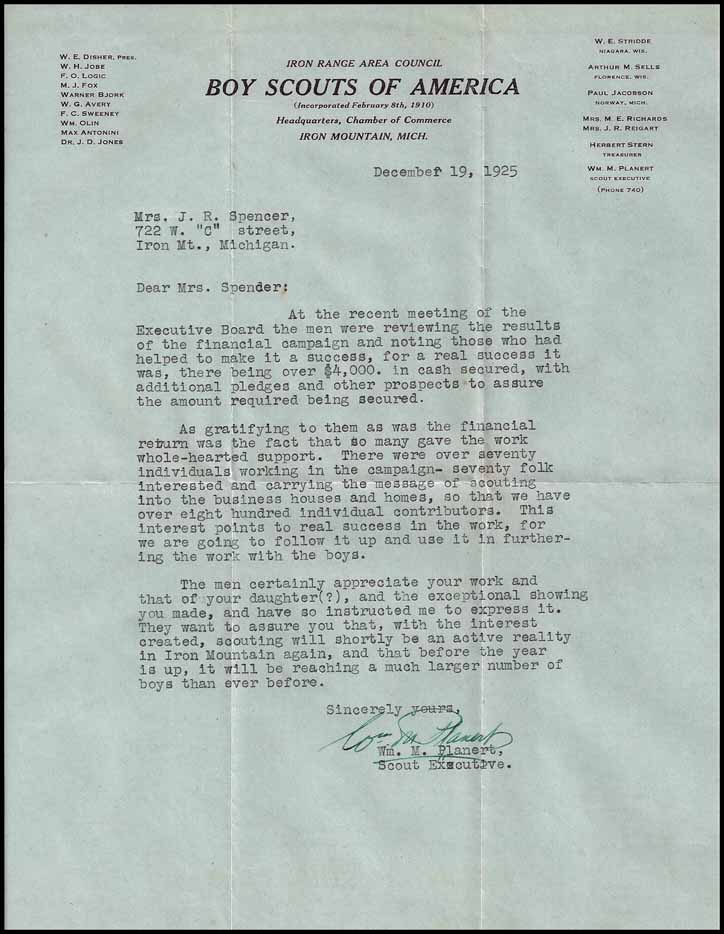 W. E. DISHER, PRES.
W. H. JOBE
F. O. LOGIC
M. J. FOX
WARNER BJORK
W. G. AVERY
F. C. SWEENEY
WM. OLIN
MAX ANTONINI
DR. J. D. JONES
IRON RANGE AREA COUNCIL
BOY SCOUTS OF AMERICA
(Incorporated February 8th, 1910)
Headquarters, Chamber of Commerce
IRON MOUNTAIN, MICH.
W. E. STRIDDE
NIAGARA, WIS.
ARTHUR M. SELLS
FLORENCE, WIS.
PAUL JACOBSON
NORWAY, MICH.
MRS. M. E. RICHARDS
MRS. J. R. REIGART
HERBERT STERN
TREASURER
WM. M. PLANERT
SCOUT EXECUTIVE
(PHONE 740)
December 19, 1925
Mrs. J. R. Spencer,
722 W. "C" street,
Iron Mt., Michigan.
Dear Mrs. Spender:
At the recent meeting of the
Executive Board the men were reviewing the results
of the financial campaign and noting those who had
helped to make it a success, for a real success it
was, there being over $4,000. in cash secured, with
additional pledges and other prospects to assure
the amount required being secured.
As gratifying to them as was the financial
return was the fact that so many gave the work
whole-hearted support. There were over seventy
individuals working in the campaign- seventy folk
interested and carrying the message of scouting
into the business houses and homes, so that we have
over eight hundred individual contributors. This
interest points to real success in the work, for
we are going to follow it up and use it in further-
ing the work with the boys.
The men certainly appreciate your work and
that of your daughter(?), and the exceptional showing
you made, and have so instructed me to express it.
They want to assure you that, with the interest
created, scouting will shortly be an active reality
in Iron Mountain again, and that before the year
is up, it will be reaching a much larger number of
boys than ever before.
Sincerely yours,
Wm M Planert
Wm. M. Planert,
Scout Executive.